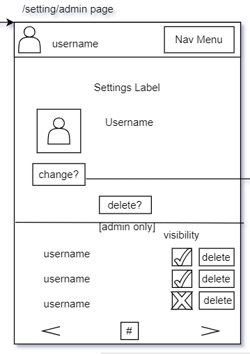 /setting/admin page
username
Nav Menu
Settings Label
Username
change?
delete?
[admin only]
visibility
username delete
username delete
username delete
#